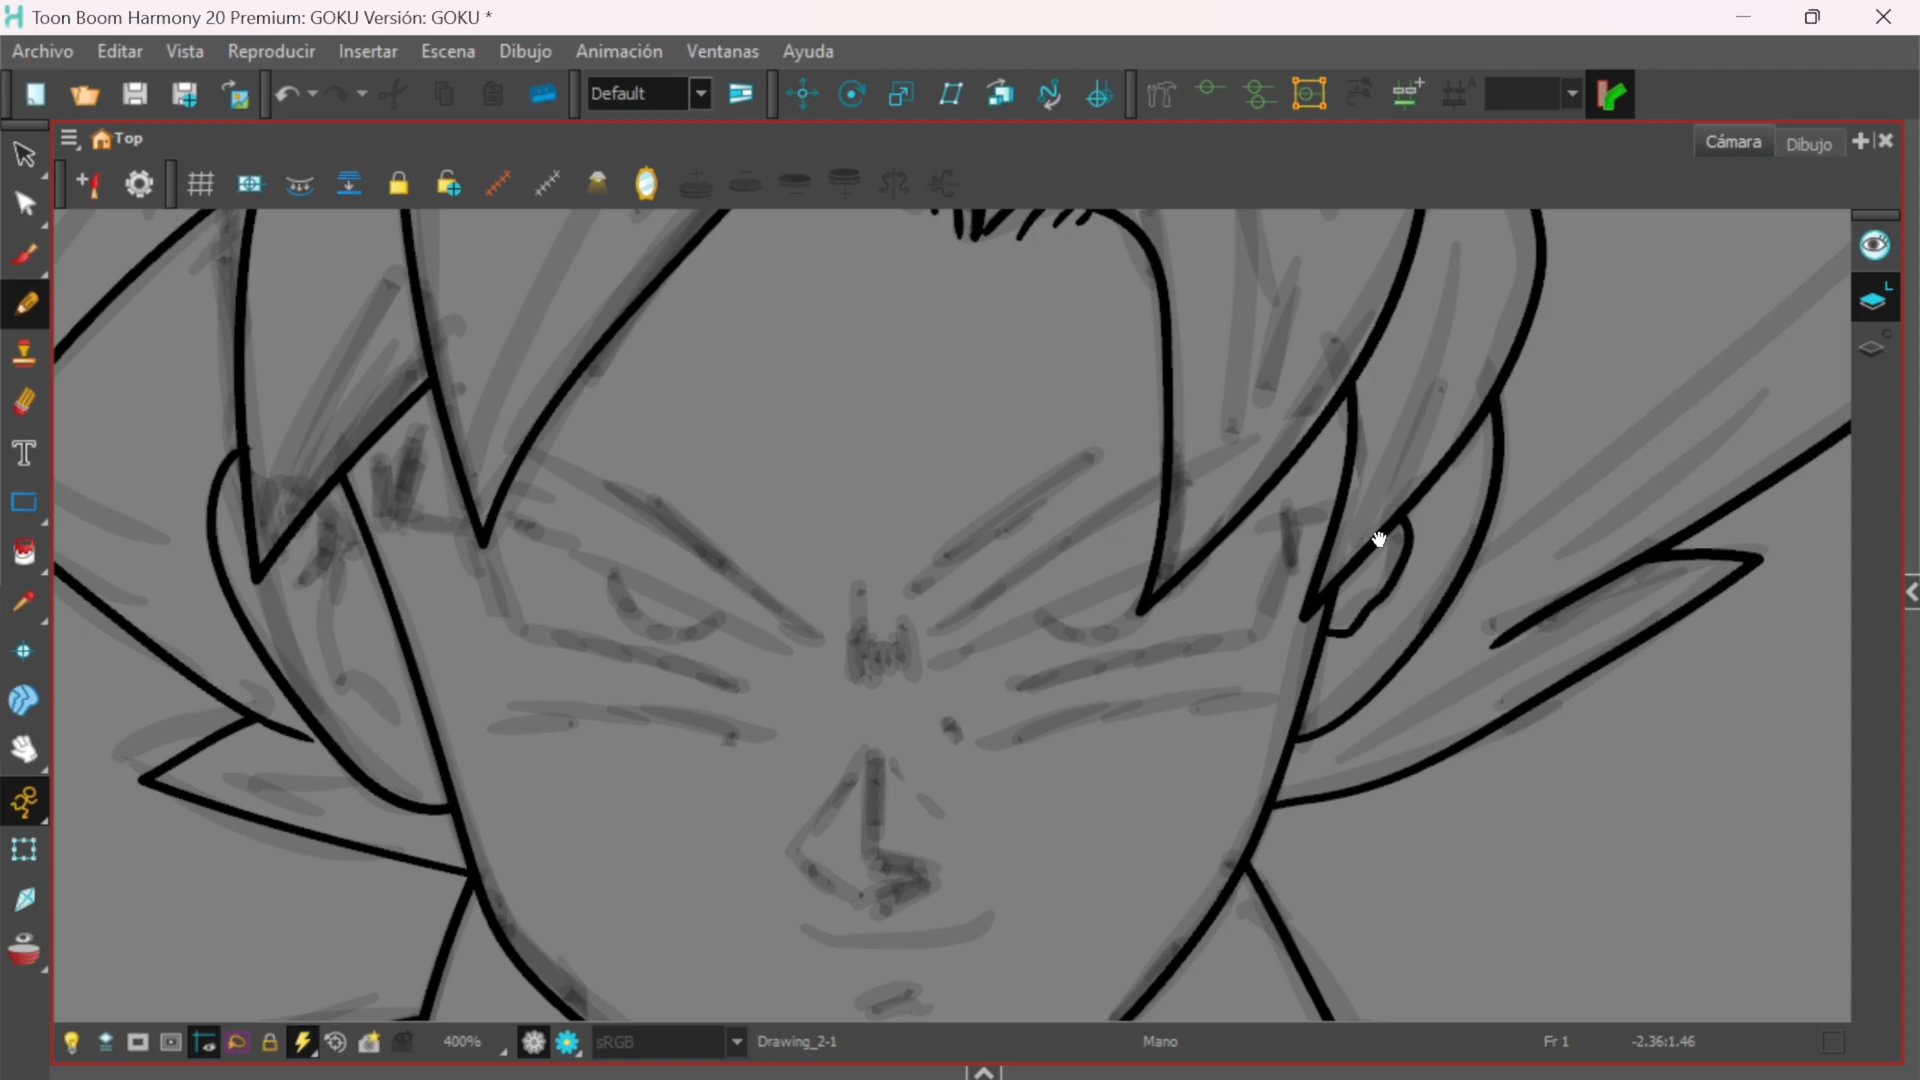 Toon Boom Harmony 20 Premium: GOKU Versión: GOKU *
Archivo Editar Vista Reproducir Insertar Escena Dibujo Animación Ventanas Ayuda
Default
Top
Cámara Dibujo
T
L
C
400% sRGB Drawing_2-1 Mano Fr 1 -2.36:1.46